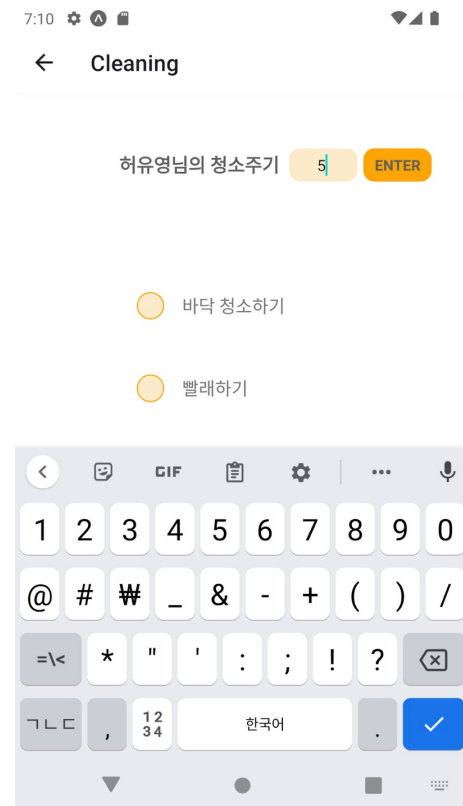 7:10
Cleaning
허유영님의 청소주기 5 ENTER
바닥 청소하기
빨래하기
GIF
1 2 3 4 5 6 7 8 9 0
@ # ₩ _ & - + ( ) /
=\< * " ' : ; ! ?
ㄱㄴㄷ , 1234 한국어 .